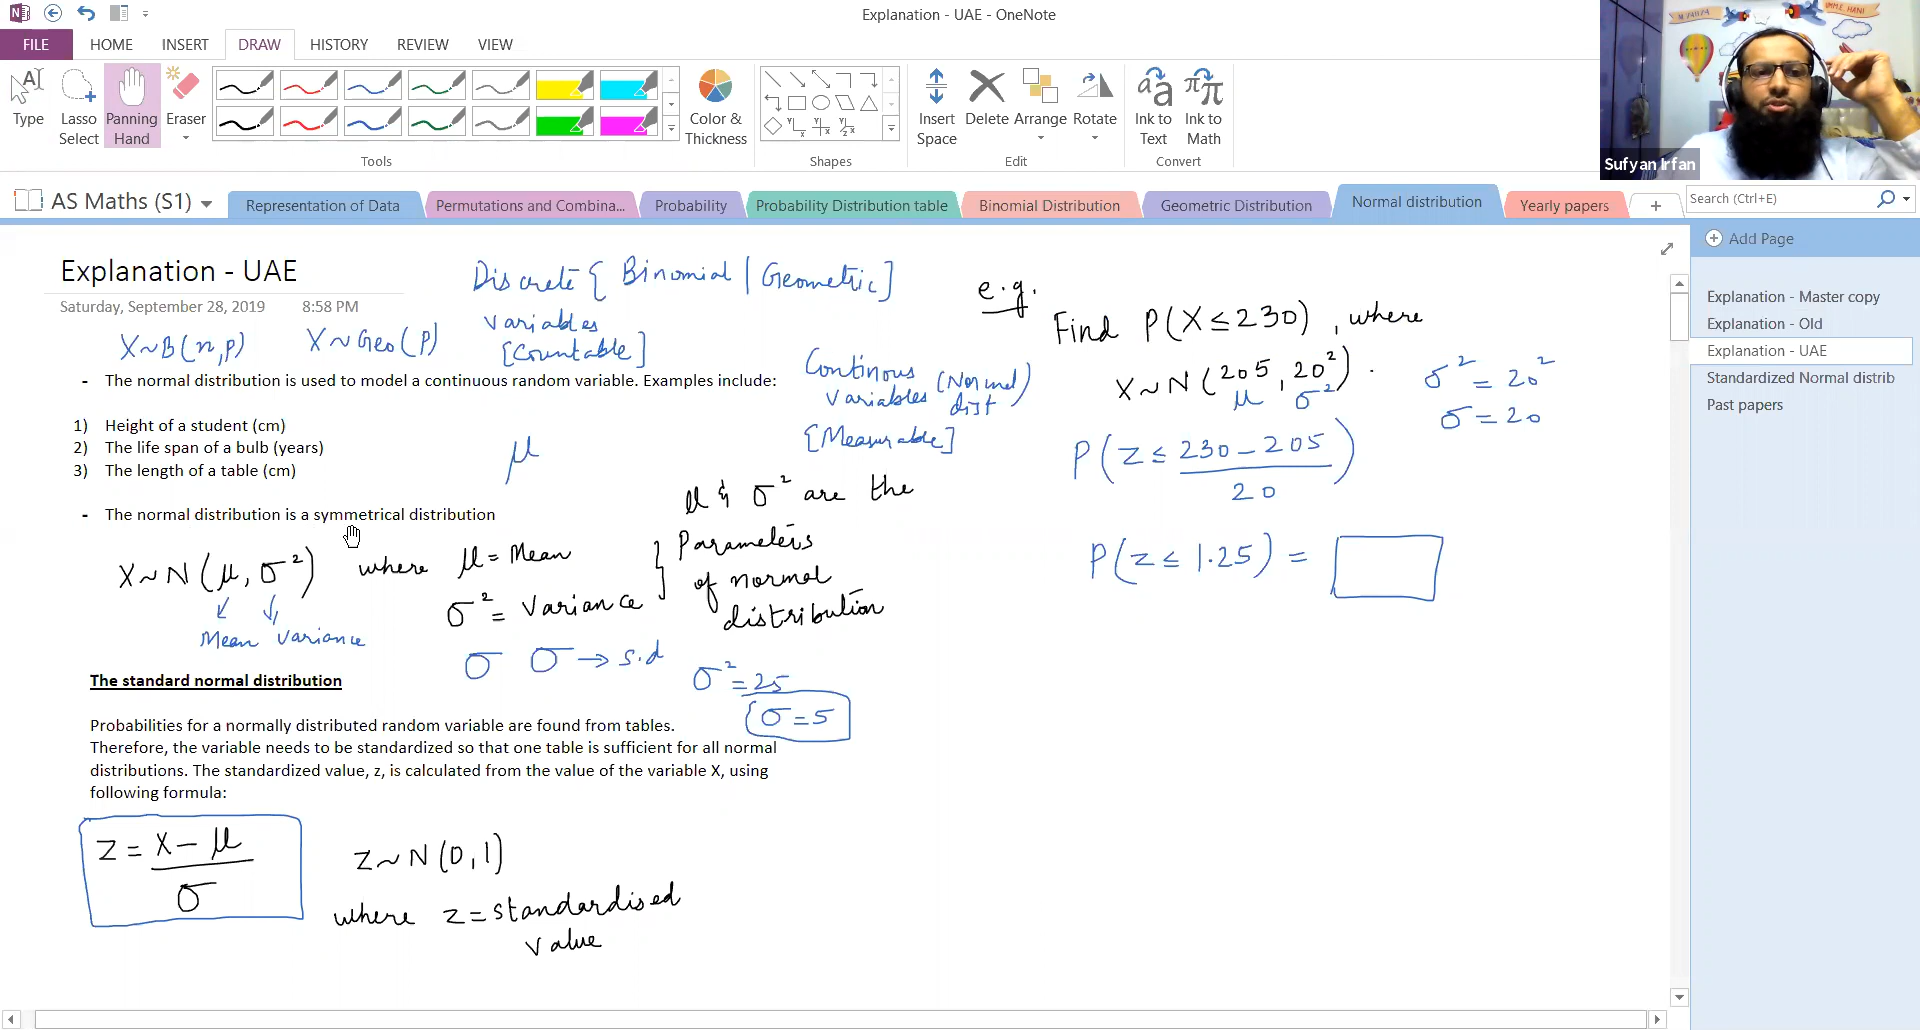 Explanation - UAE - OneNote
FILE HOME INSERT DRAW HISTORY REVIEW VIEW
Type
Lasso Select
Panning Hand
Eraser
Color & Thickness
Insert Space
Delete
Arrange
Rotate
Ink to Text
Ink to Math
Tools
Shapes
Edit
Convert
Sufyan Irfan
AS Maths (S1)
Representation of Data
Permutations and Combina...
Probability
Probability Distribution table
Binomial Distribution
Geometric Distribution
Normal distribution
Yearly papers
Search (Ctrl+E)
Add Page
Explanation - Master copy
Explanation - Old
Explanation - UAE
Standardized Normal distrib
Past papers
Explanation - UAE
Saturday, September 28, 2019 8:58 PM
Discrete { Binomial | Geometric ]
Variables
[Countable]
X~B(n,p) X~Geo(p)
- The normal distribution is used to model a continuous random variable. Examples include:
1) Height of a student (cm)
2) The life span of a bulb (years)
3) The length of a table (cm)
μ
Continous
Variables (Normal dist)
[Measurable]
- The normal distribution is a symmetrical distribution
X~N(μ, σ²) where μ = Mean
σ² = Variance
Mean Variance
μ & σ² are the
Parameters
of normal
distribution
σ σ → s.d
σ² = 25
σ = 5
The standard normal distribution
Probabilities for a normally distributed random variable are found from tables.
Therefore, the variable needs to be standardized so that one table is sufficient for all normal
distributions. The standardized value, z, is calculated from the value of the variable X, using
following formula:
z = x - μ / σ
Z~N(0,1)
where z = standardised
value
e.g.
Find P(X ≤ 230), where
X~N(205, 20²).
μ σ²
σ² = 20²
σ = 20
P(Z ≤ 230 - 205 / 20)
P(Z ≤ 1.25) =